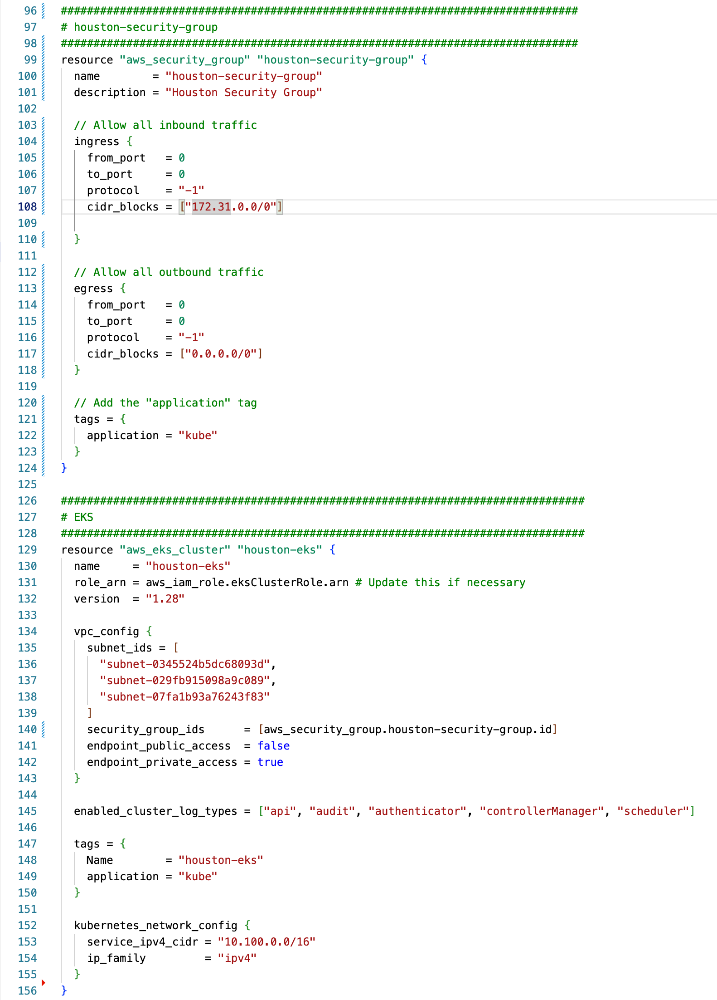 96 ###############################################################################
97 # houston-security-group
98 ###############################################################################
99 resource "aws_security_group" "houston-security-group" {
100   name        = "houston-security-group"
101   description = "Houston Security Group"
102
103   // Allow all inbound traffic
104   ingress {
105     from_port   = 0
106     to_port     = 0
107     protocol    = "-1"
108     cidr_blocks = ["172.31.0.0/0"]
109
110   }
111
112   // Allow all outbound traffic
113   egress {
114     from_port   = 0
115     to_port     = 0
116     protocol    = "-1"
117     cidr_blocks = ["0.0.0.0/0"]
118   }
119
120   // Add the "application" tag
121   tags = {
122     application = "kube"
123   }
124 }
125
126 ################################################################################
127 # EKS
128 ################################################################################
129 resource "aws_eks_cluster" "houston-eks" {
130   name     = "houston-eks"
131   role_arn = aws_iam_role.eksClusterRole.arn # Update this if necessary
132   version  = "1.28"
133
134   vpc_config {
135     subnet_ids = [
136       "subnet-0345524b5dc68093d",
137       "subnet-029fb915098a9c089",
138       "subnet-07fa1b93a76243f83"
139     ]
140     security_group_ids      = [aws_security_group.houston-security-group.id]
141     endpoint_public_access  = false
142     endpoint_private_access = true
143   }
144
145   enabled_cluster_log_types = ["api", "audit", "authenticator", "controllerManager", "scheduler"]
146
147   tags = {
148     Name        = "houston-eks"
149     application = "kube"
150   }
151
152   kubernetes_network_config {
153     service_ipv4_cidr = "10.100.0.0/16"
154     ip_family         = "ipv4"
155   }
156 }